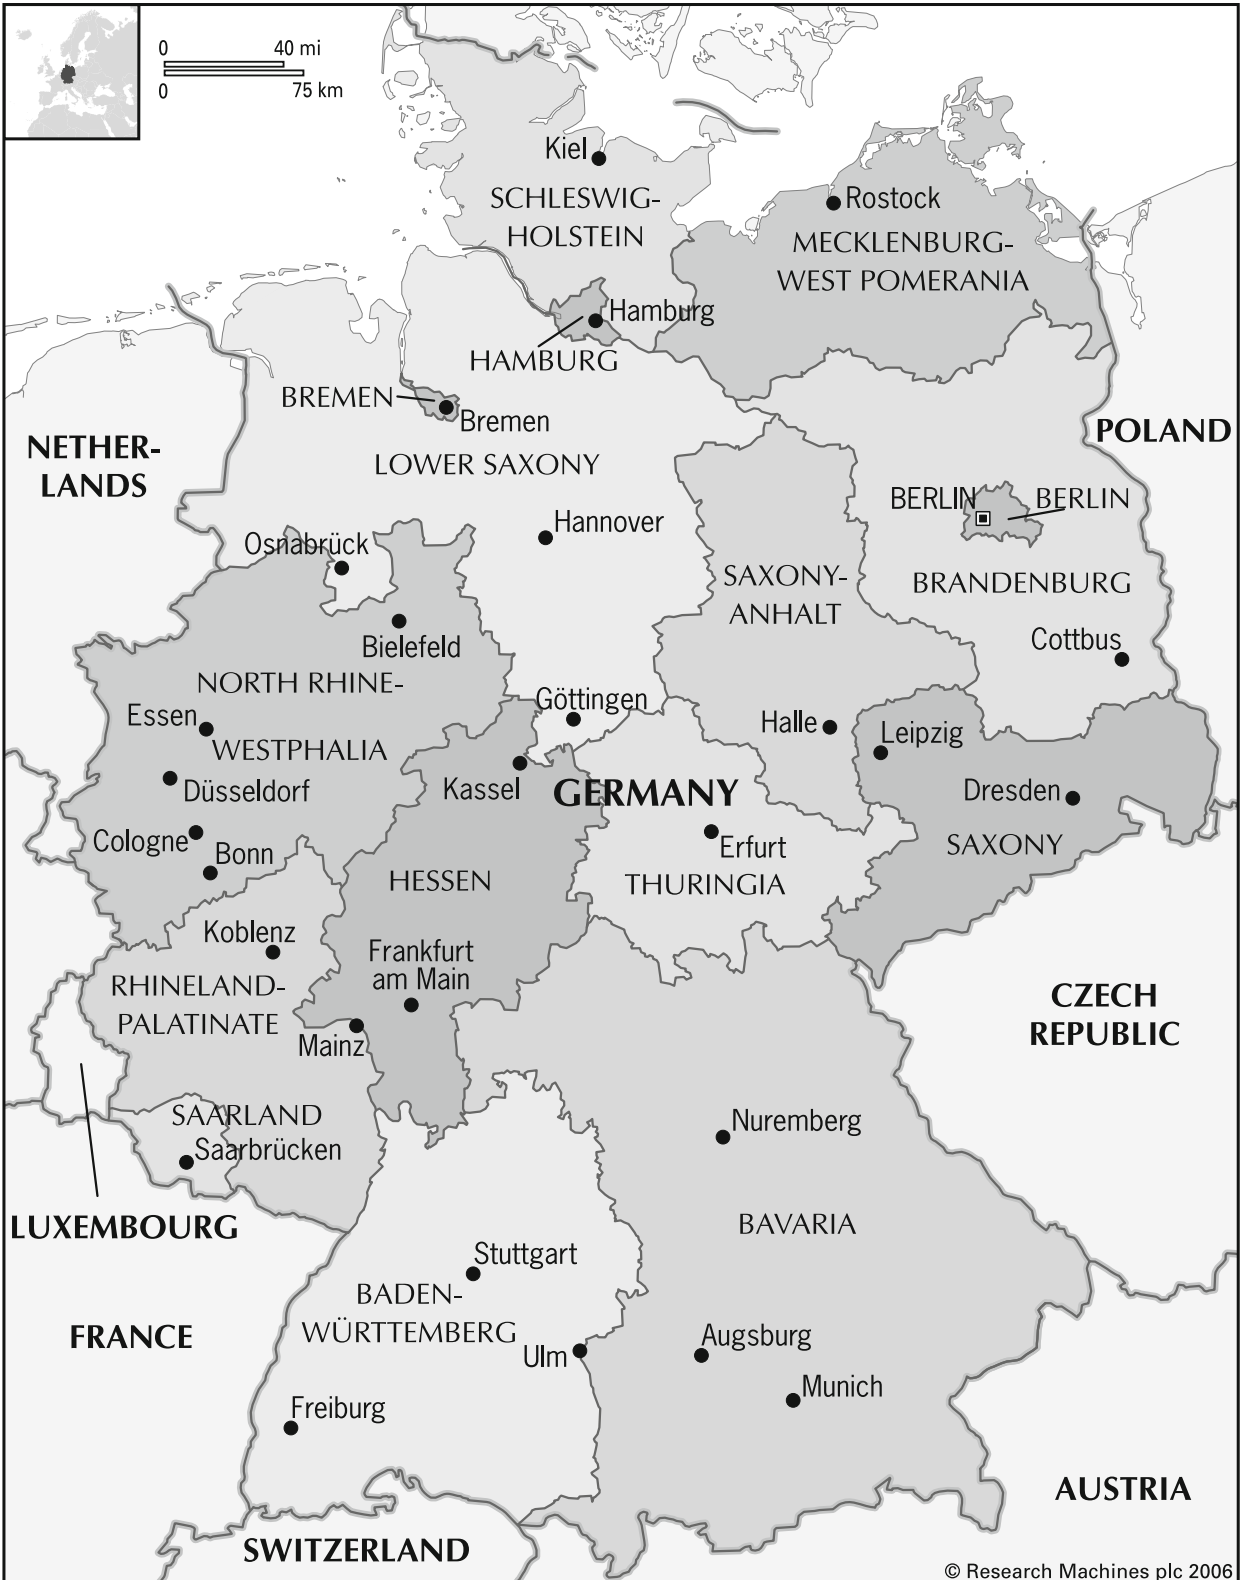 0 40 mi
0 75 km
Kiel
SCHLESWIG-
HOLSTEIN
Rostock
MECKLENBURG-
WEST POMERANIA
Hamburg
HAMBURG
BREMEN
Bremen
NETHER-
LANDS
LOWER SAXONY
POLAND
BERLIN
BERLIN
Hannover
Osnabrück
SAXONY-
ANHALT
BRANDENBURG
Bielefeld
Cottbus
NORTH RHINE-
WESTPHALIA
Göttingen
Essen
Halle
Leipzig
Düsseldorf
Kassel
GERMANY
Dresden
Cologne
Bonn
Erfurt
SAXONY
HESSEN
THURINGIA
Koblenz
Frankfurt
am Main
RHINELAND-
PALATINATE
CZECH
REPUBLIC
Mainz
SAARLAND
Saarbrücken
Nuremberg
LUXEMBOURG
BAVARIA
Stuttgart
BADEN-
WÜRTTEMBERG
FRANCE
Ulm
Augsburg
Munich
Freiburg
AUSTRIA
SWITZERLAND
© Research Machines plc 2006